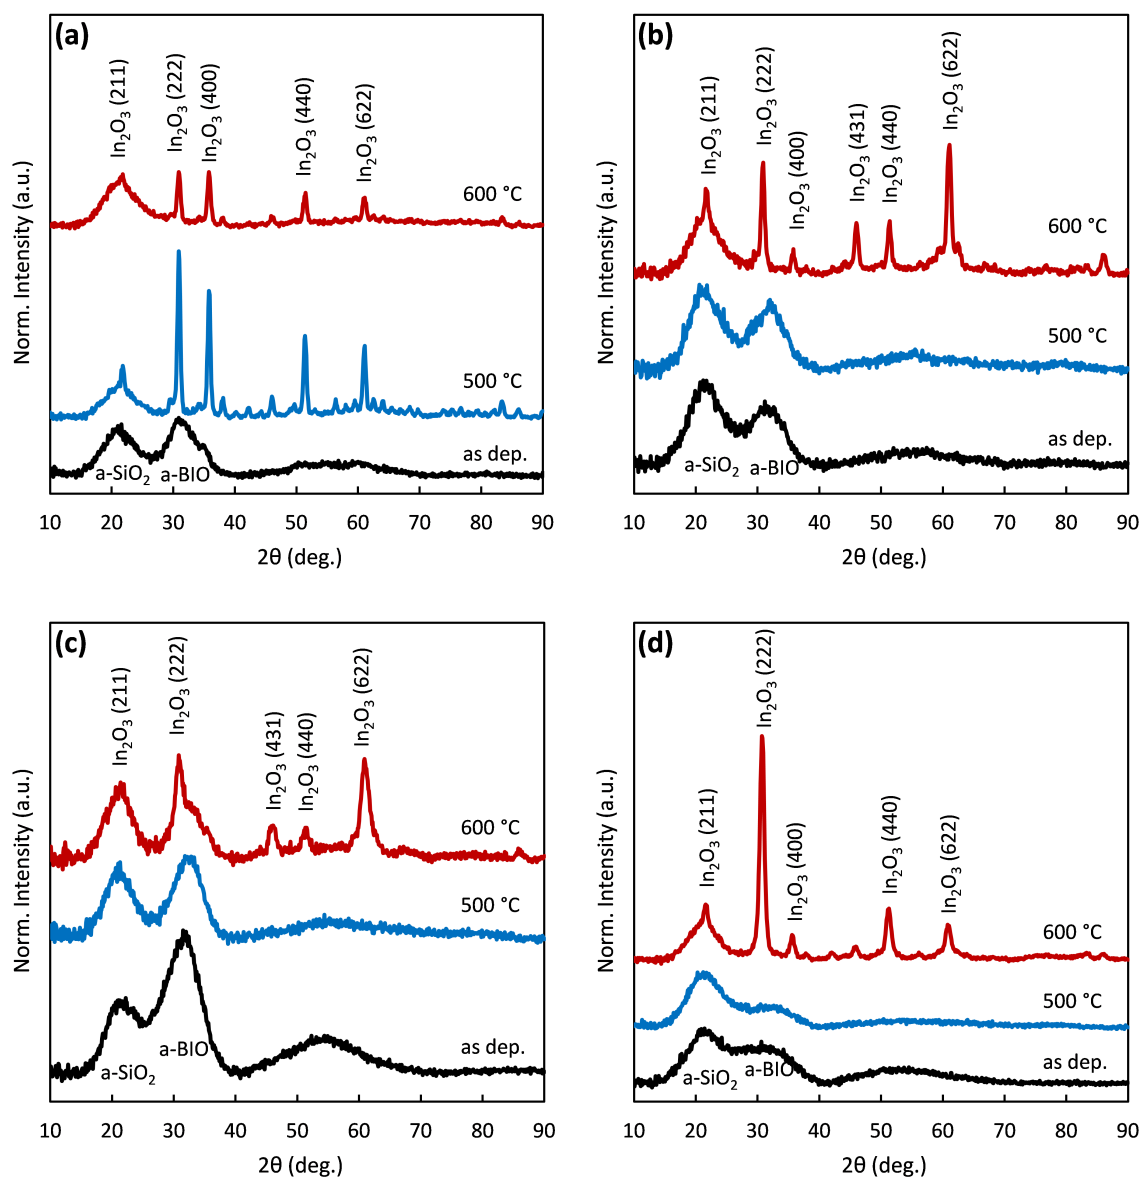 (a)
In₂O₃ (211)
In₂O₃ (222)
In₂O₃ (400)
In₂O₃ (440)
In₂O₃ (622)
600 °C
500 °C
as dep.
a-SiO₂
a-BIO
Norm. Intensity (a.u.)
10 20 30 40 50 60 70 80 90
2θ (deg.)
(b)
In₂O₃ (211)
In₂O₃ (222)
In₂O₃ (400)
In₂O₃ (431)
In₂O₃ (440)
In₂O₃ (622)
600 °C
500 °C
as dep.
a-SiO₂
a-BIO
Norm. Intensity (a.u.)
10 20 30 40 50 60 70 80 90
2θ (deg.)
(c)
In₂O₃ (211)
In₂O₃ (222)
In₂O₃ (431)
In₂O₃ (440)
In₂O₃ (622)
600 °C
500 °C
as dep.
a-BIO
a-SiO₂
Norm. Intensity (a.u.)
10 20 30 40 50 60 70 80 90
2θ (deg.)
(d)
In₂O₃ (211)
In₂O₃ (222)
In₂O₃ (400)
In₂O₃ (440)
In₂O₃ (622)
600 °C
500 °C
as dep.
a-SiO₂
a-BIO
Norm. Intensity (a.u.)
10 20 30 40 50 60 70 80 90
2θ (deg.)